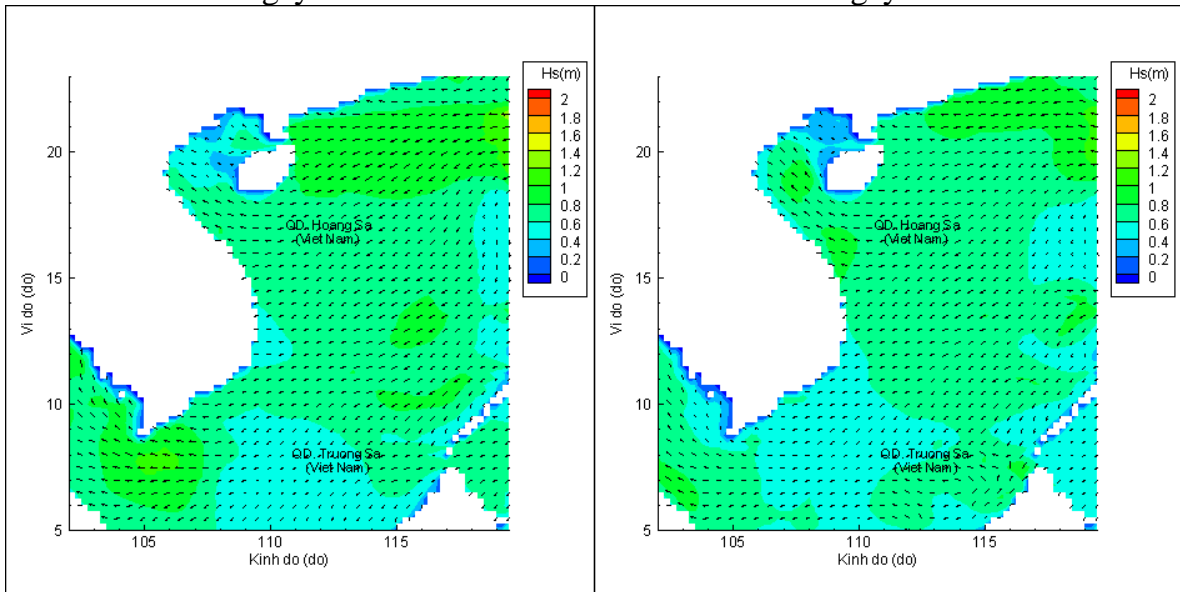 Hs(m)
2
1.8
1.6
1.4
1.2
1
0.8
0.6
0.4
0.2
0
20
15
10
5
Vi do (do)
QD. Hoang Sa
(Viet Nam)
QD. Truong Sa
(Viet Nam)
105 110 115
Kinh do (do)
Hs(m)
2
1.8
1.6
1.4
1.2
1
0.8
0.6
0.4
0.2
0
20
15
10
5
Vi do (do)
QD. Hoang Sa
(Viet Nam)
QD. Truong Sa
(Viet Nam)
105 110 115
Kinh do (do)